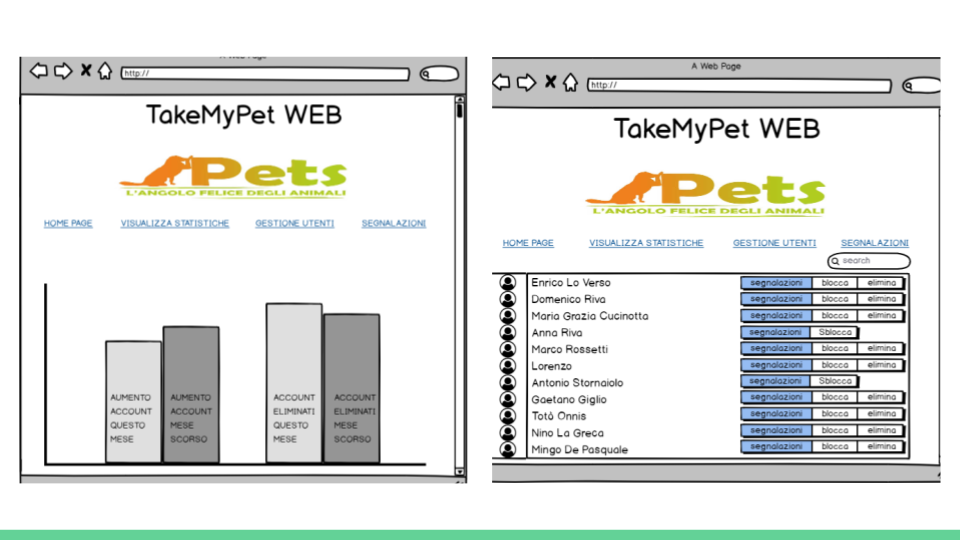 A Web Page
http://
TakeMyPet WEB
Pets
L'ANGOLO FELICE DEGLI ANIMALI
HOME PAGE VISUALIZZA STATISTICHE GESTIONE UTENTI SEGNALAZIONI
AUMENTO
ACCOUNT
QUESTO
MESE
AUMENTO
ACCOUNT
MESE
SCORSO
ACCOUNT
ELIMINATI
QUESTO
MESE
ACCOUNT
ELIMINATI
MESE
SCORSO
A Web Page
http://
TakeMyPet WEB
Pets
L'ANGOLO FELICE DEGLI ANIMALI
HOME PAGE VISUALIZZA STATISTICHE GESTIONE UTENTI SEGNALAZIONI
search
Enrico Lo Verso segnalazioni blocca elimina
Domenico Riva segnalazioni blocca elimina
Maria Grazia Cucinotta segnalazioni blocca elimina
Anna Riva segnalazioni Sblocca
Marco Rossetti segnalazioni blocca elimina
Lorenzo segnalazioni blocca elimina
Antonio Stornaiolo segnalazioni Sblocca
Gaetano Giglio segnalazioni blocca elimina
Totò Onnis segnalazioni blocca elimina
Nino La Greca segnalazioni blocca elimina
Mingo De Pasquale segnalazioni blocca elimina